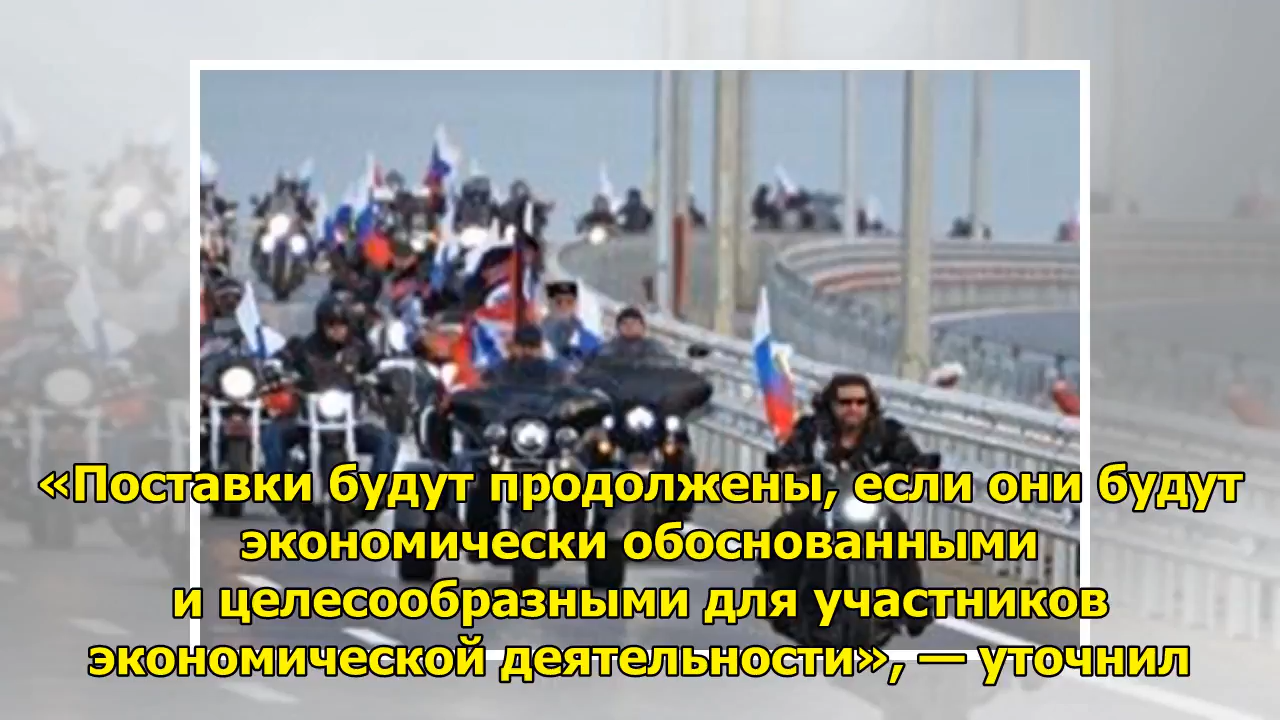 «Поставки будут продолжены, если они будут
экономически обоснованными
и целесообразными для участников
экономической деятельности», — уточнил